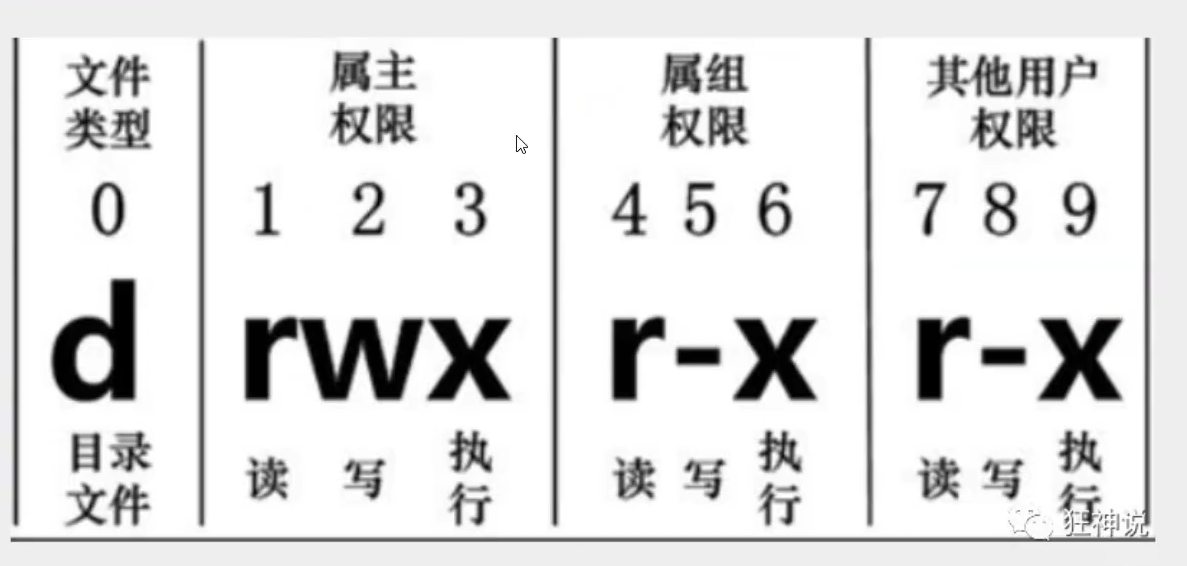 文件 属主 属组 其他用户
类型 权限 权限 权限
0 1 2 3 4 5 6 7 8 9
d rwx r-x r-x
目录 读 写 执 读 写 执 读 写 执
文件 行 行 行
狂神说